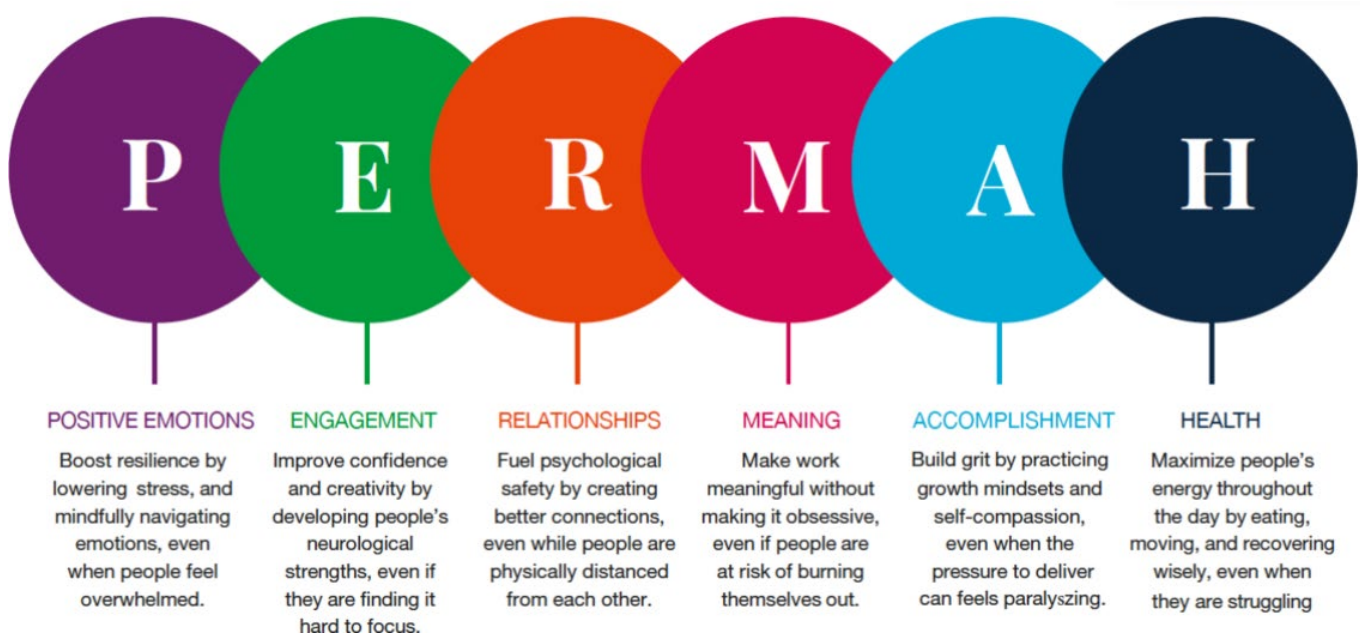 P
E
R
M
A
H
POSITIVE EMOTIONS
Boost resilience by
lowering stress, and
mindfully navigating
emotions, even
when people feel
overwhelmed.
ENGAGEMENT
Improve confidence
and creativity by
developing people's
neurological
strengths, even if
they are finding it
hard to focus.
RELATIONSHIPS
Fuel psychological
safety by creating
better connections,
even while people are
physically distanced
from each other.
MEANING
Make work
meaningful without
making it obsessive,
even if people are
at risk of burning
themselves out.
ACCOMPLISHMENT
Build grit by practicing
growth mindsets and
self-compassion,
even when the
pressure to deliver
can feels paralyszing.
HEALTH
Maximize people's
energy throughout
the day by eating,
moving, and recovering
wisely, even when
they are struggling